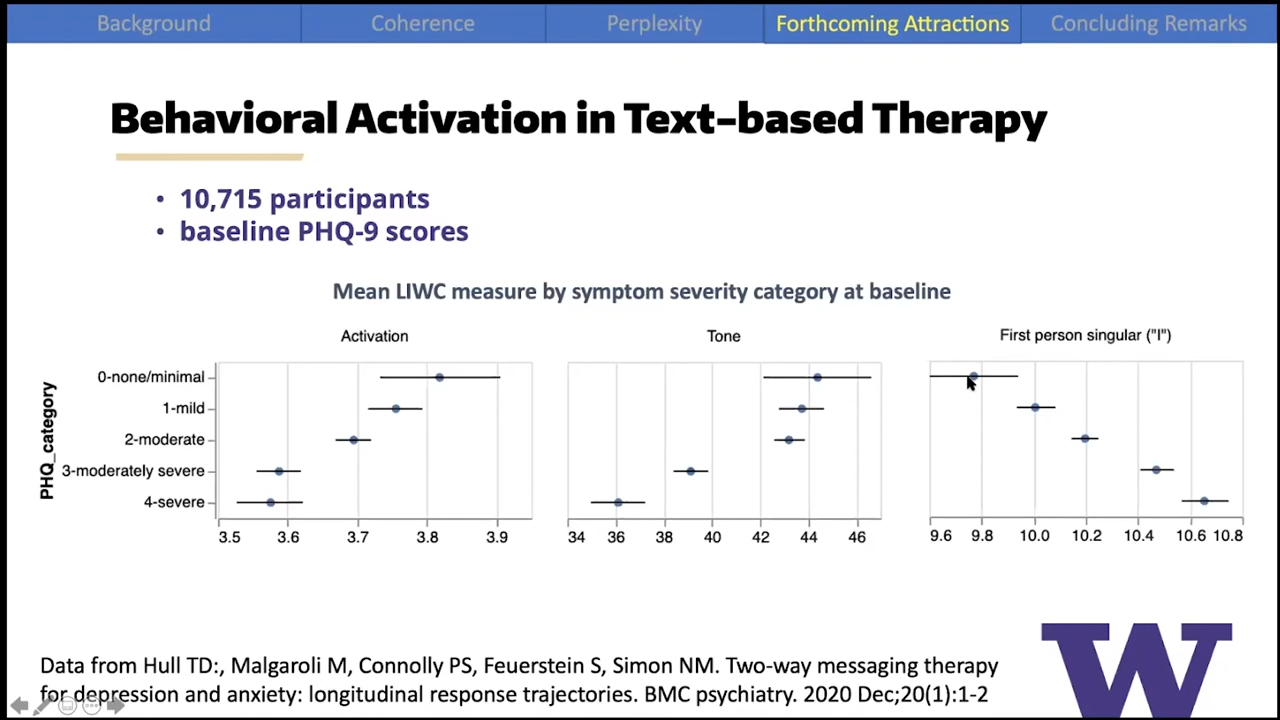 Background
Coherence
Perplexity
Forthcoming Attractions
Concluding Remarks
Behavioral Activation in Text-based Therapy
• 10,715 participants
• baseline PHQ-9 scores
Mean LIWC measure by symptom severity category at baseline
Activation
Tone
First person singular ("I")
PHQ_category
0-none/minimal
1-mild
2-moderate
3-moderately severe
4-severe
3.5 3.6 3.7 3.8 3.9
34 36 38 40 42 44 46
9.6 9.8 10.0 10.2 10.4 10.6 10.8
Data from Hull TD:, Malgaroli M, Connolly PS, Feuerstein S, Simon NM. Two-way messaging therapy
for depression and anxiety: longitudinal response trajectories. BMC psychiatry. 2020 Dec;20(1):1-2
W